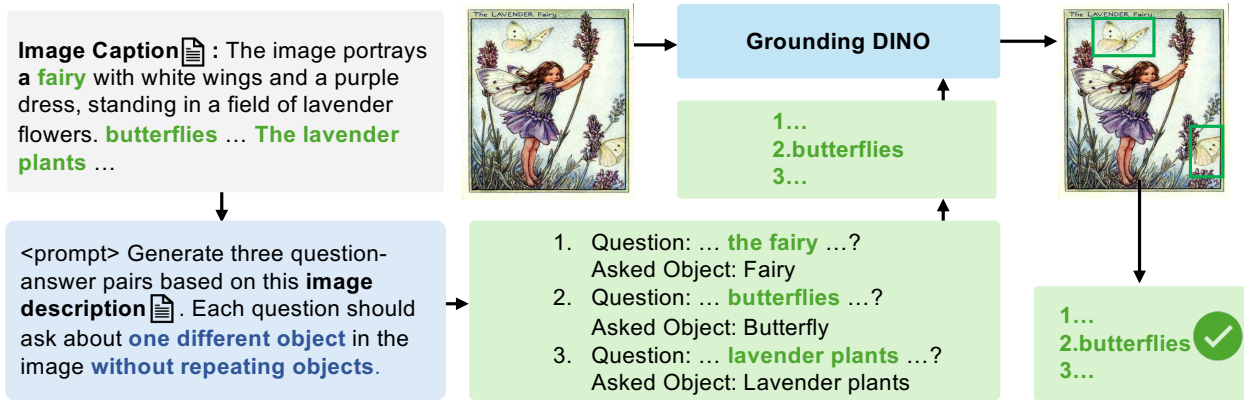 Image Caption : The image portrays
a fairy with white wings and a purple
dress, standing in a field of lavender
flowers. butterflies … The lavender
plants …
<prompt> Generate three question-
answer pairs based on this image
description . Each question should
ask about one different object in the
image without repeating objects.
The LAVENDER Fairy.
Grounding DINO
1…
2.butterflies
3…
1. Question: … the fairy …?
Asked Object: Fairy
2. Question: … butterflies …?
Asked Object: Butterfly
3. Question: … lavender plants …?
Asked Object: Lavender plants
The LAVENDER Fairy.
1…
2.butterflies
3…